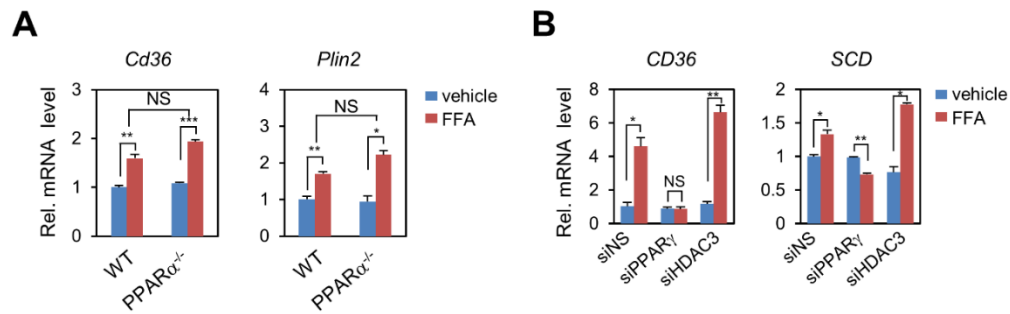 A
B
Cd36
Plin2
CD36
SCD
Rel. mRNA level
3
2
1
0
NS
**
***
WT
PPARα-/-
4
2
1
0
NS
**
*
WT
PPARα-/-
vehicle
FFA
Rel. mRNA level
8
6
4
2
0
*
NS
**
siNS
siPPARγ
siHDAC3
2
1.5
1
0.5
0
*
**
*
siNS
siPPARγ
siHDAC3
vehicle
FFA